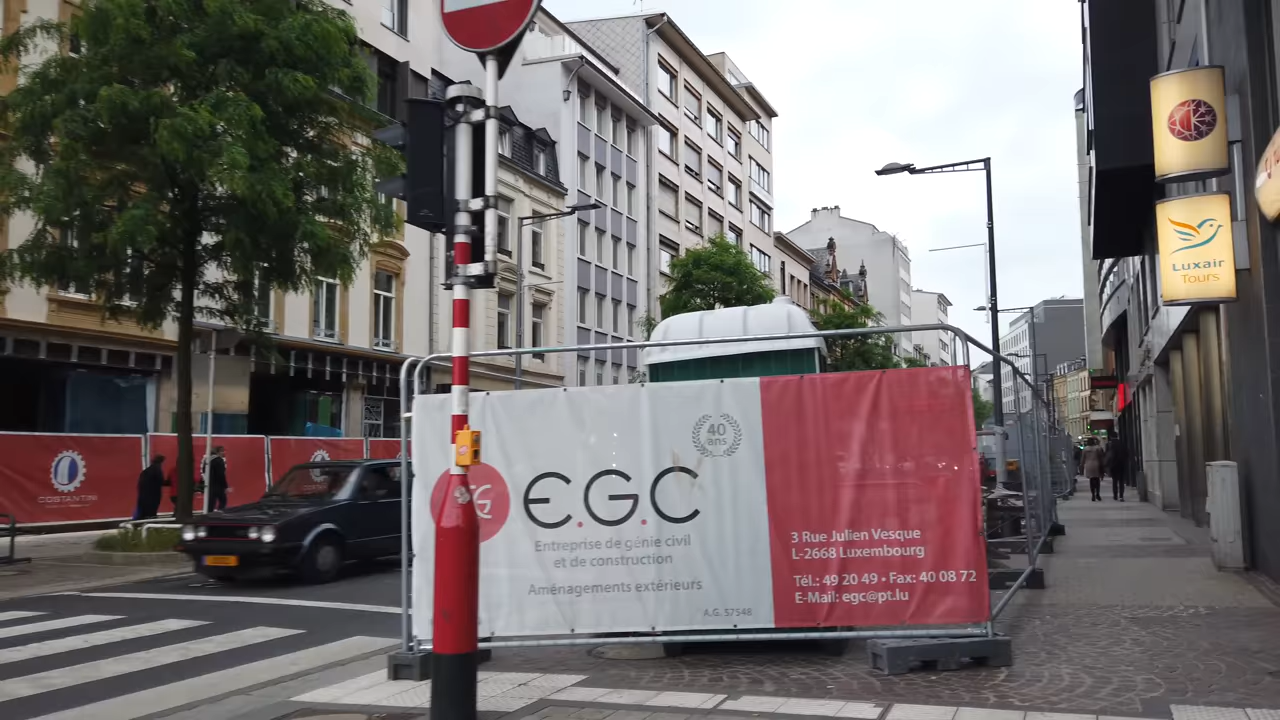 Luxair
Tours
COSTANTINI
40
ans
E.G.C
Entreprise de génie civil
et de construction
Aménagements extérieurs
A.G. 57548
3 Rue Julien Vesque
L-2668 Luxembourg
Tél.: 49 20 49 • Fax: 40 08 72
E-Mail: egc@pt.lu